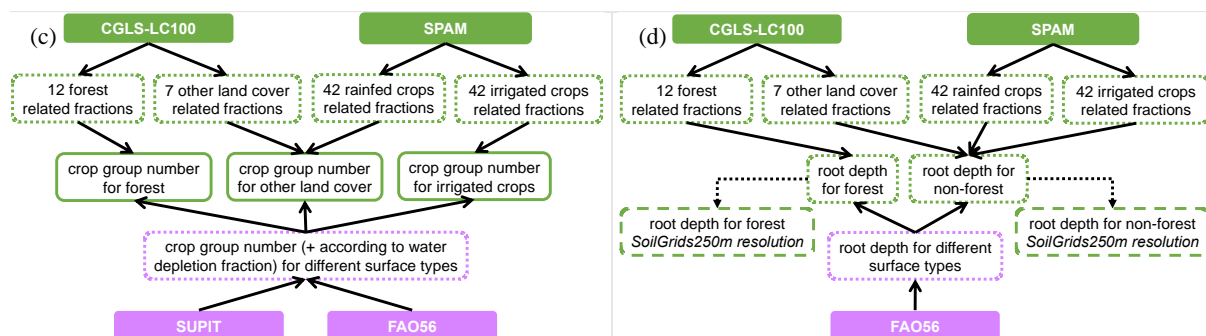 (c)
CGLS-LC100
SPAM
12 forest
related fractions
7 other land cover
related fractions
42 rainfed crops
related fractions
42 irrigated crops
related fractions
crop group number
for forest
crop group number
for other land cover
crop group number
for irrigated crops
crop group number (+ according to water
depletion fraction) for different surface types
SUPIT
FAO56
(d)
CGLS-LC100
SPAM
12 forest
related fractions
7 other land cover
related fractions
42 rainfed crops
related fractions
42 irrigated crops
related fractions
root depth
for forest
root depth for
non-forest
root depth for forest
SoilGrids250m resolution
root depth for non-forest
SoilGrids250m resolution
root depth for different
surface types
FAO56